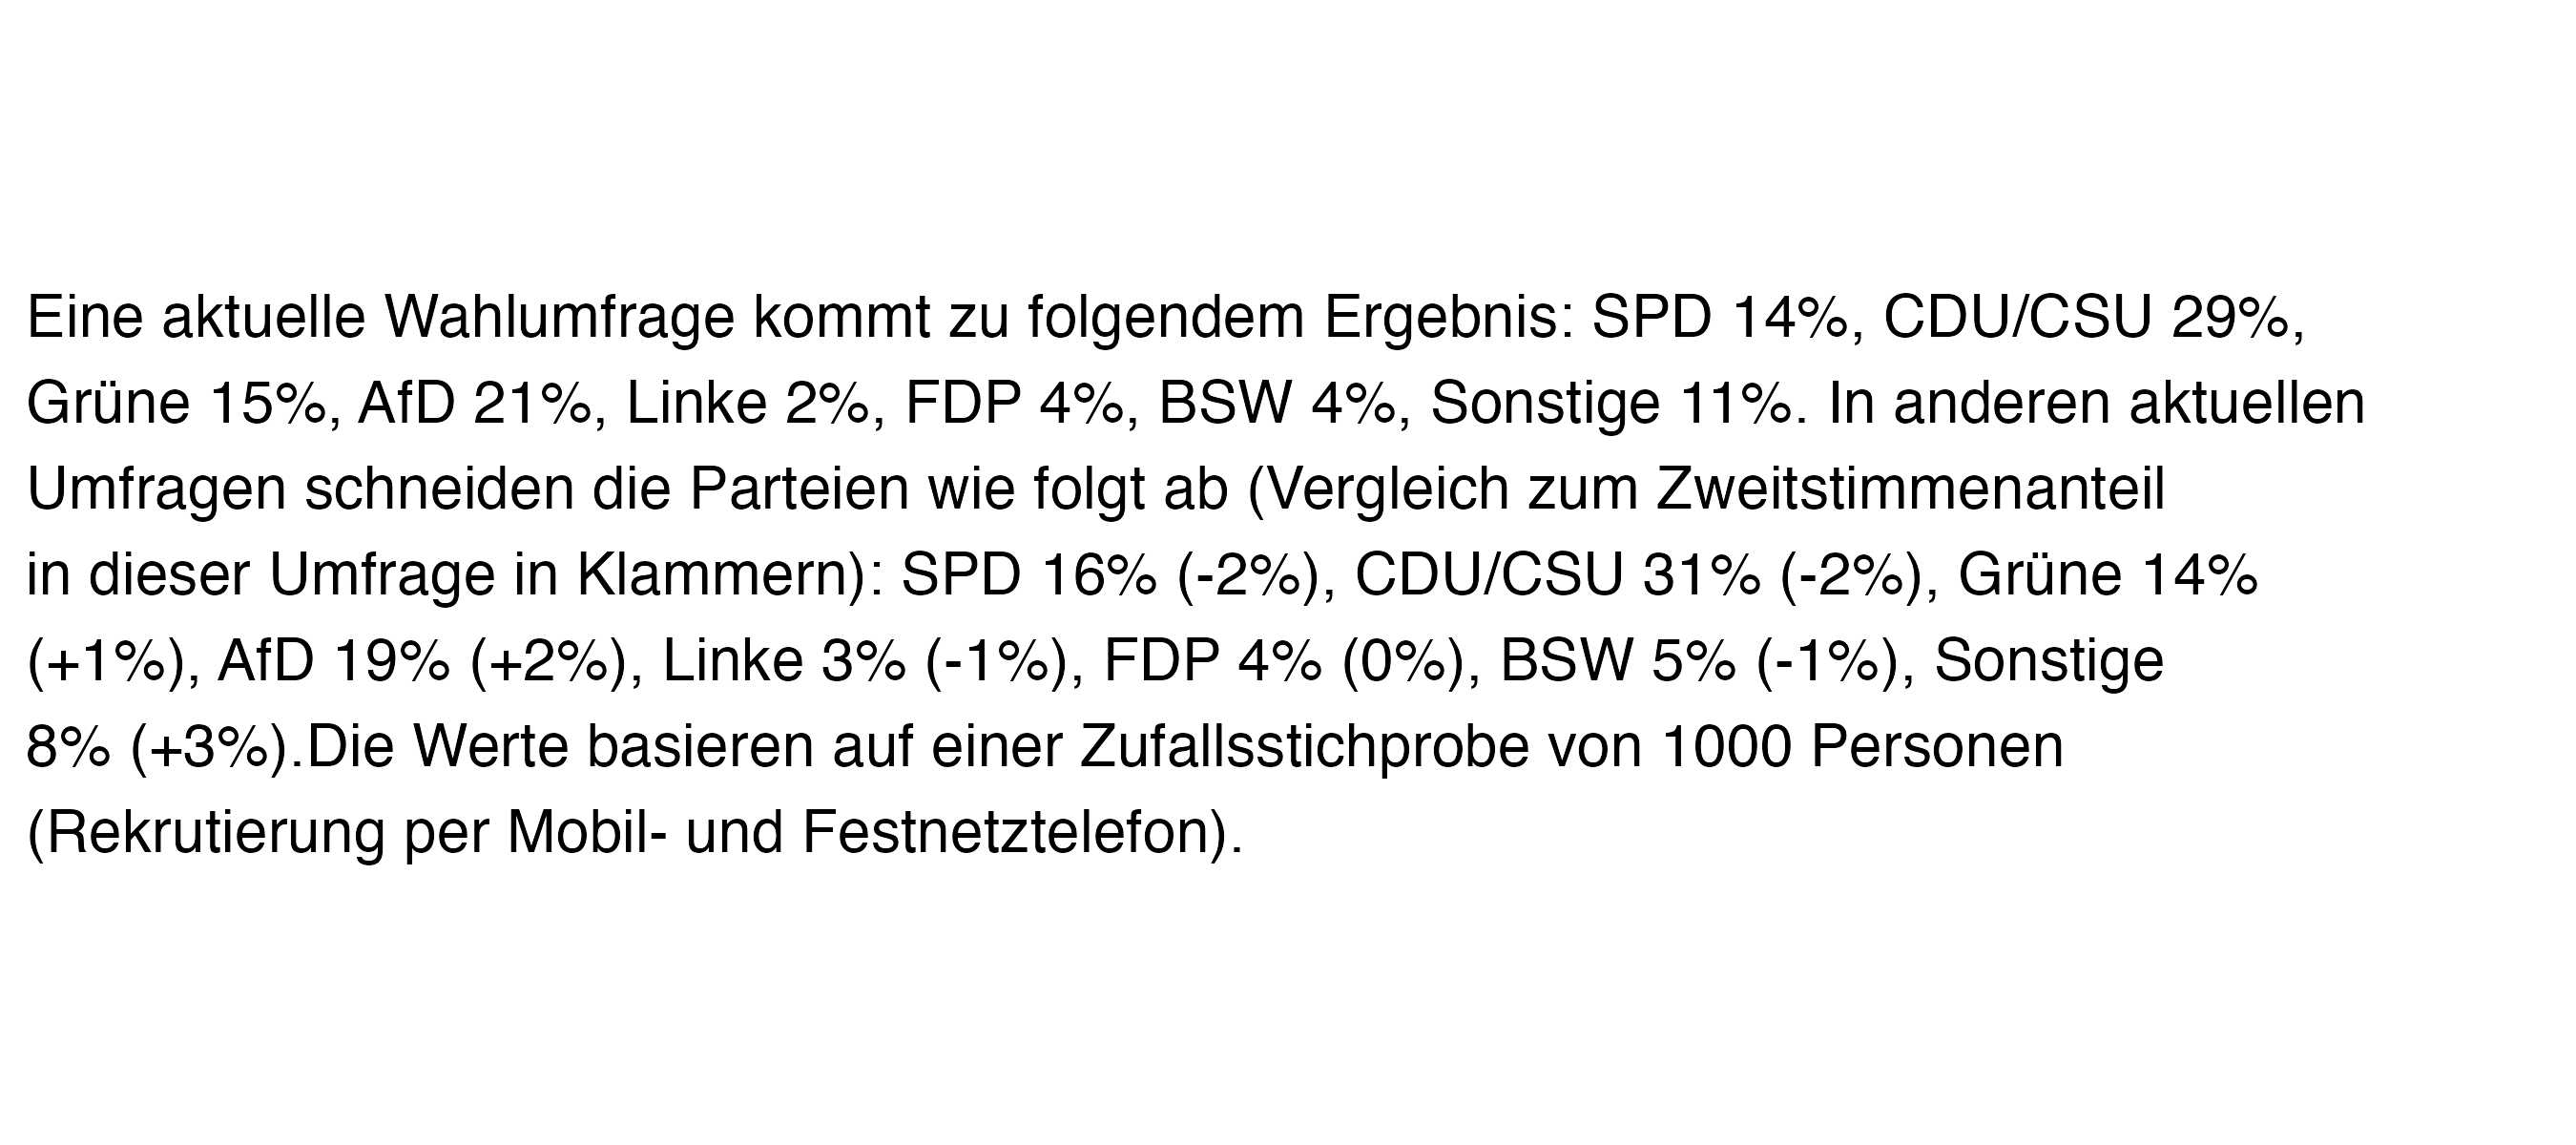 Eine aktuelle Wahlumfrage kommt zu folgendem Ergebnis: SPD 14%, CDU/CSU 29%,
Grüne 15%, AfD 21%, Linke 2%, FDP 4%, BSW 4%, Sonstige 11%. In anderen aktuellen
Umfragen schneiden die Parteien wie folgt ab (Vergleich zum Zweitstimmenanteil
in dieser Umfrage in Klammern): SPD 16% (-2%), CDU/CSU 31% (-2%), Grüne 14%
(+1%), AfD 19% (+2%), Linke 3% (-1%), FDP 4% (0%), BSW 5% (-1%), Sonstige
8% (+3%).Die Werte basieren auf einer Zufallsstichprobe von 1000 Personen
(Rekrutierung per Mobil- und Festnetztelefon).